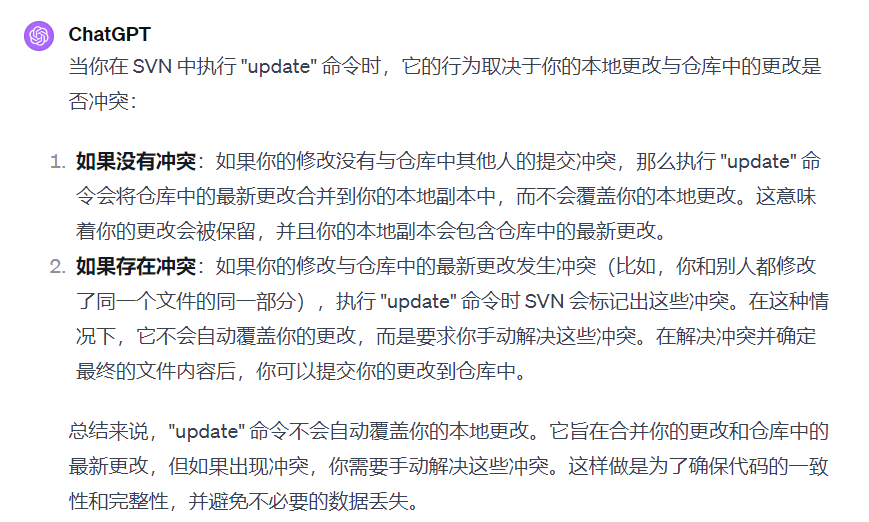 ChatGPT
当你在 SVN 中执行 "update" 命令时，它的行为取决于你的本地更改与仓库中的更改是
否冲突：
1. 如果没有冲突：如果你的修改没有与仓库中其他人的提交冲突，那么执行 "update" 命
令会将仓库中的最新更改合并到你的本地副本中，而不会覆盖你的本地更改。这意味
着你的更改会被保留，并且你的本地副本会包含仓库中的最新更改。
2. 如果存在冲突：如果你的修改与仓库中的最新更改发生冲突（比如，你和别人都修改
了同一个文件的同一部分），执行 "update" 命令时 SVN 会标记出这些冲突。在这种情
况下，它不会自动覆盖你的更改，而是要求你手动解决这些冲突。在解决冲突并确定
最终的文件内容后，你可以提交你的更改到仓库中。
总结来说，"update" 命令不会自动覆盖你的本地更改。它旨在合并你的更改和仓库中的
最新更改，但如果出现冲突，你需要手动解决这些冲突。这样做是为了确保代码的一致
性和完整性，并避免不必要的数据丢失。